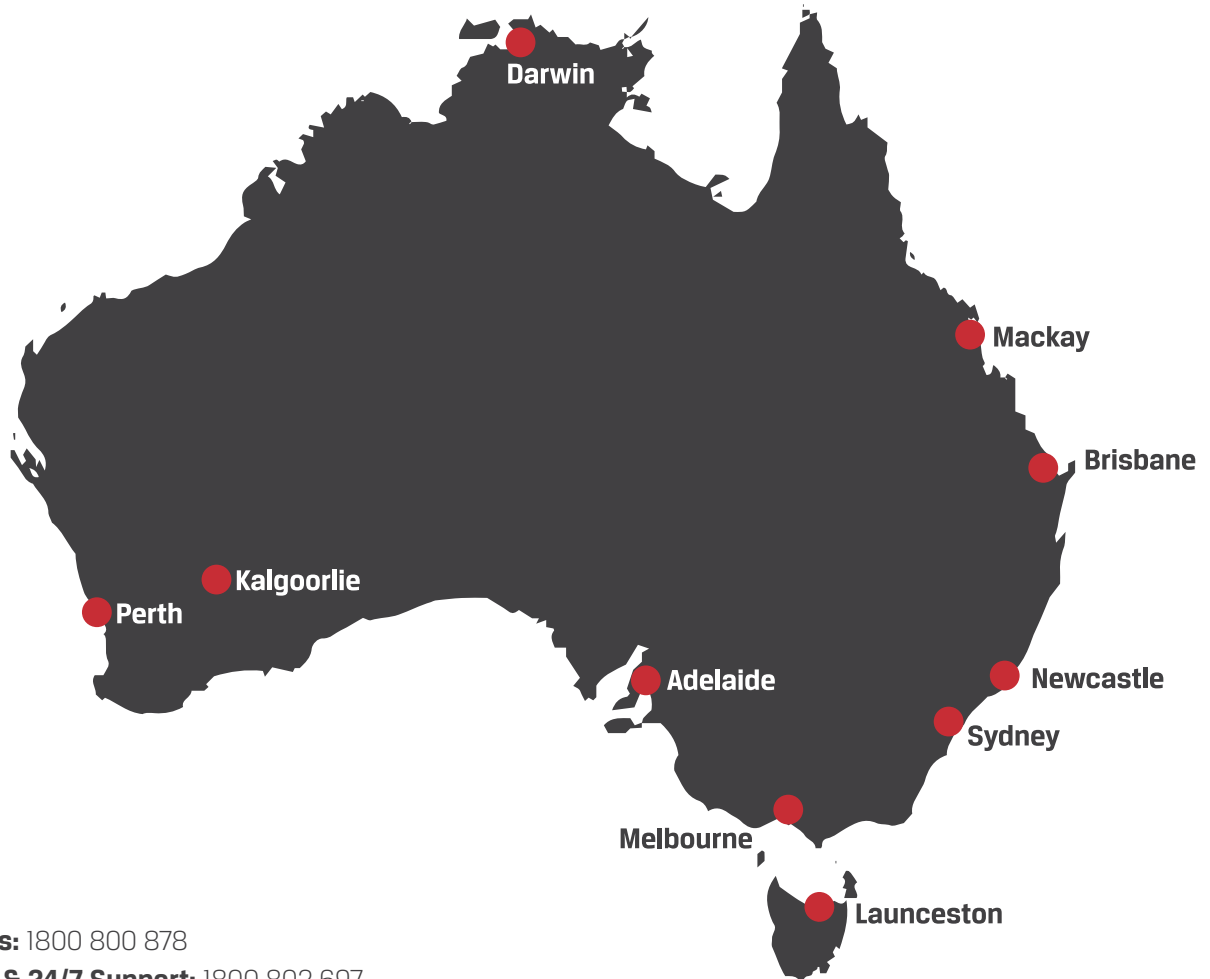 Darwin
Mackay
Brisbane
Kalgoorlie
Perth
Adelaide
Newcastle
Sydney
Melbourne
Launceston
s: 1800 800 878
& 24/7 Support: 1800 802 697